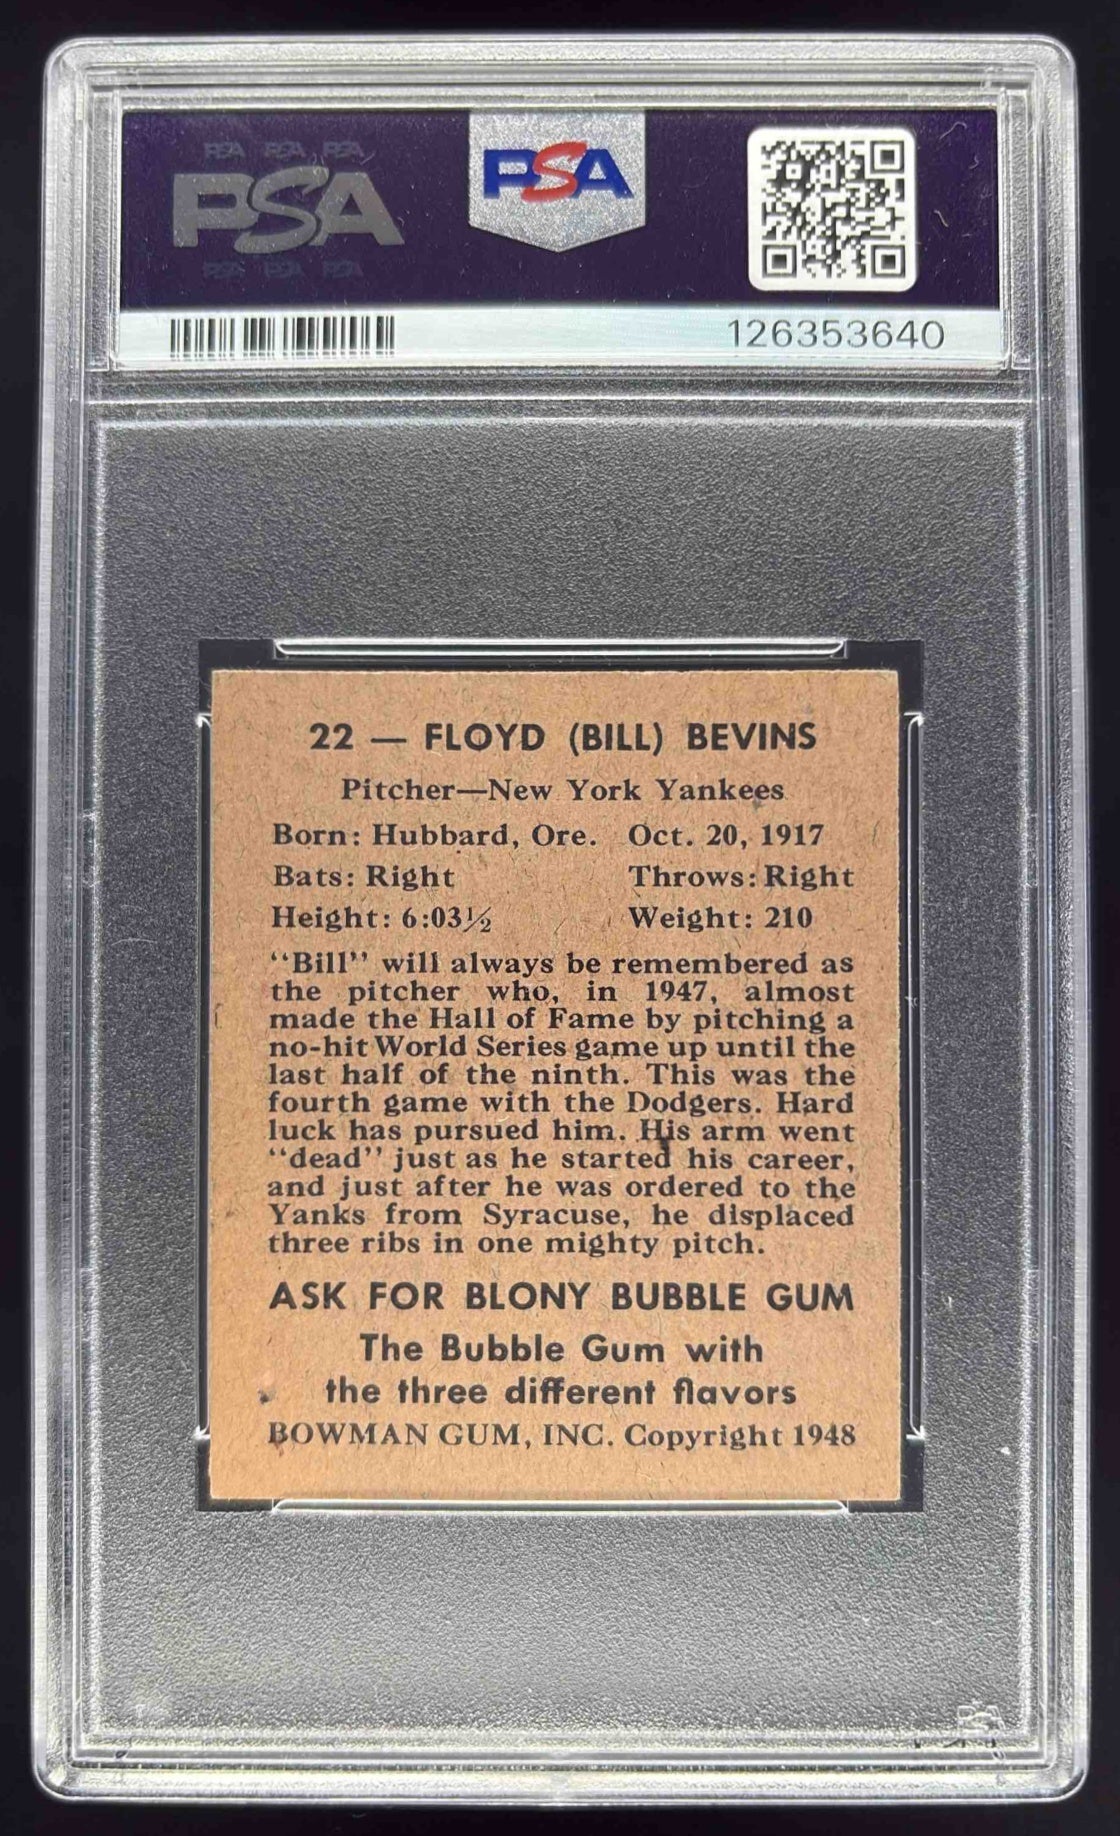 PSA PSA PSA
PSA
PSA PSA PSA
PSA
126353640
22 — FLOYD (BILL) BEVINS
Pitcher—New York Yankees
Born: Hubbard, Ore. Oct. 20, 1917
Bats: Right Throws: Right
Height: 6:03½ Weight: 210
"Bill" will always be remembered as
the pitcher who, in 1947, almost
made the Hall of Fame by pitching a
no-hit World Series game up until the
last half of the ninth. This was the
fourth game with the Dodgers. Hard
luck has pursued him. His arm went
"dead" just as he started his career,
and just after he was ordered to the
Yanks from Syracuse, he displaced
three ribs in one mighty pitch.
ASK FOR BLONY BUBBLE GUM
The Bubble Gum with
the three different flavors
BOWMAN GUM, INC. Copyright 1948
PSA